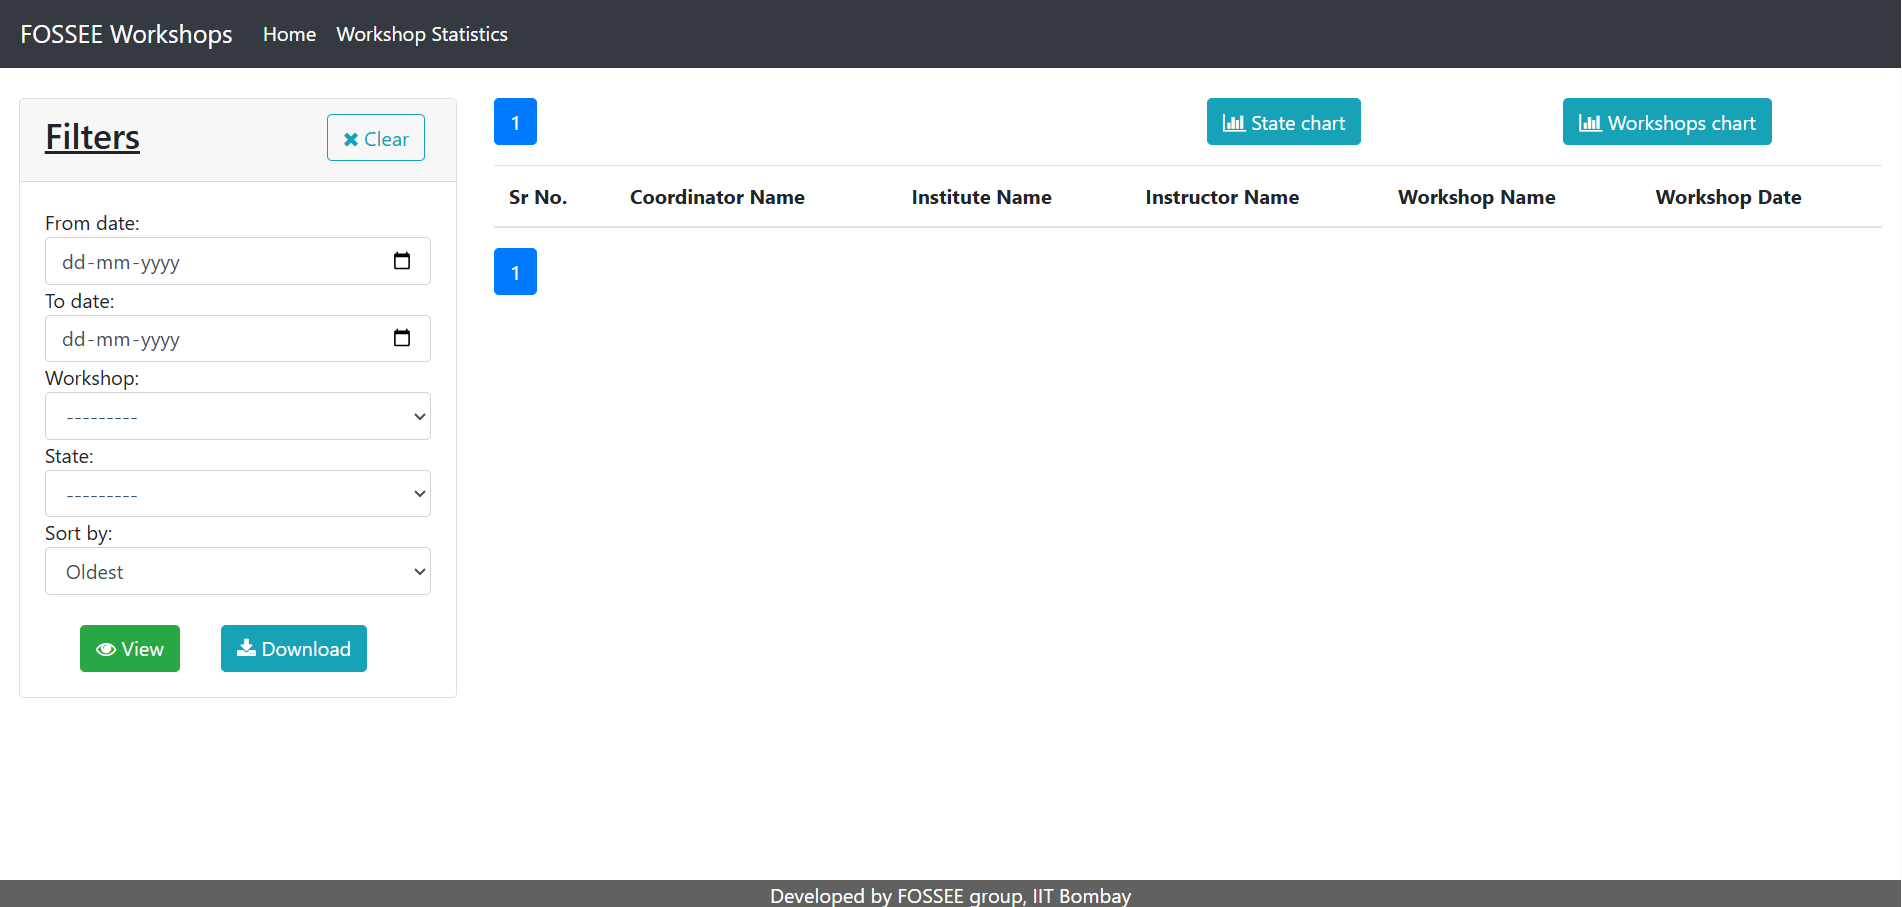 FOSSEE Workshops Home Workshop Statistics
Filters
Clear
From date:
dd-mm-yyyy
To date:
dd-mm-yyyy
Workshop:
---------
State:
---------
Sort by:
Oldest
View Download
1 State chart Workshops chart
Sr No. Coordinator Name Institute Name Instructor Name Workshop Name Workshop Date
1
Developed by FOSSEE group, IIT Bombay